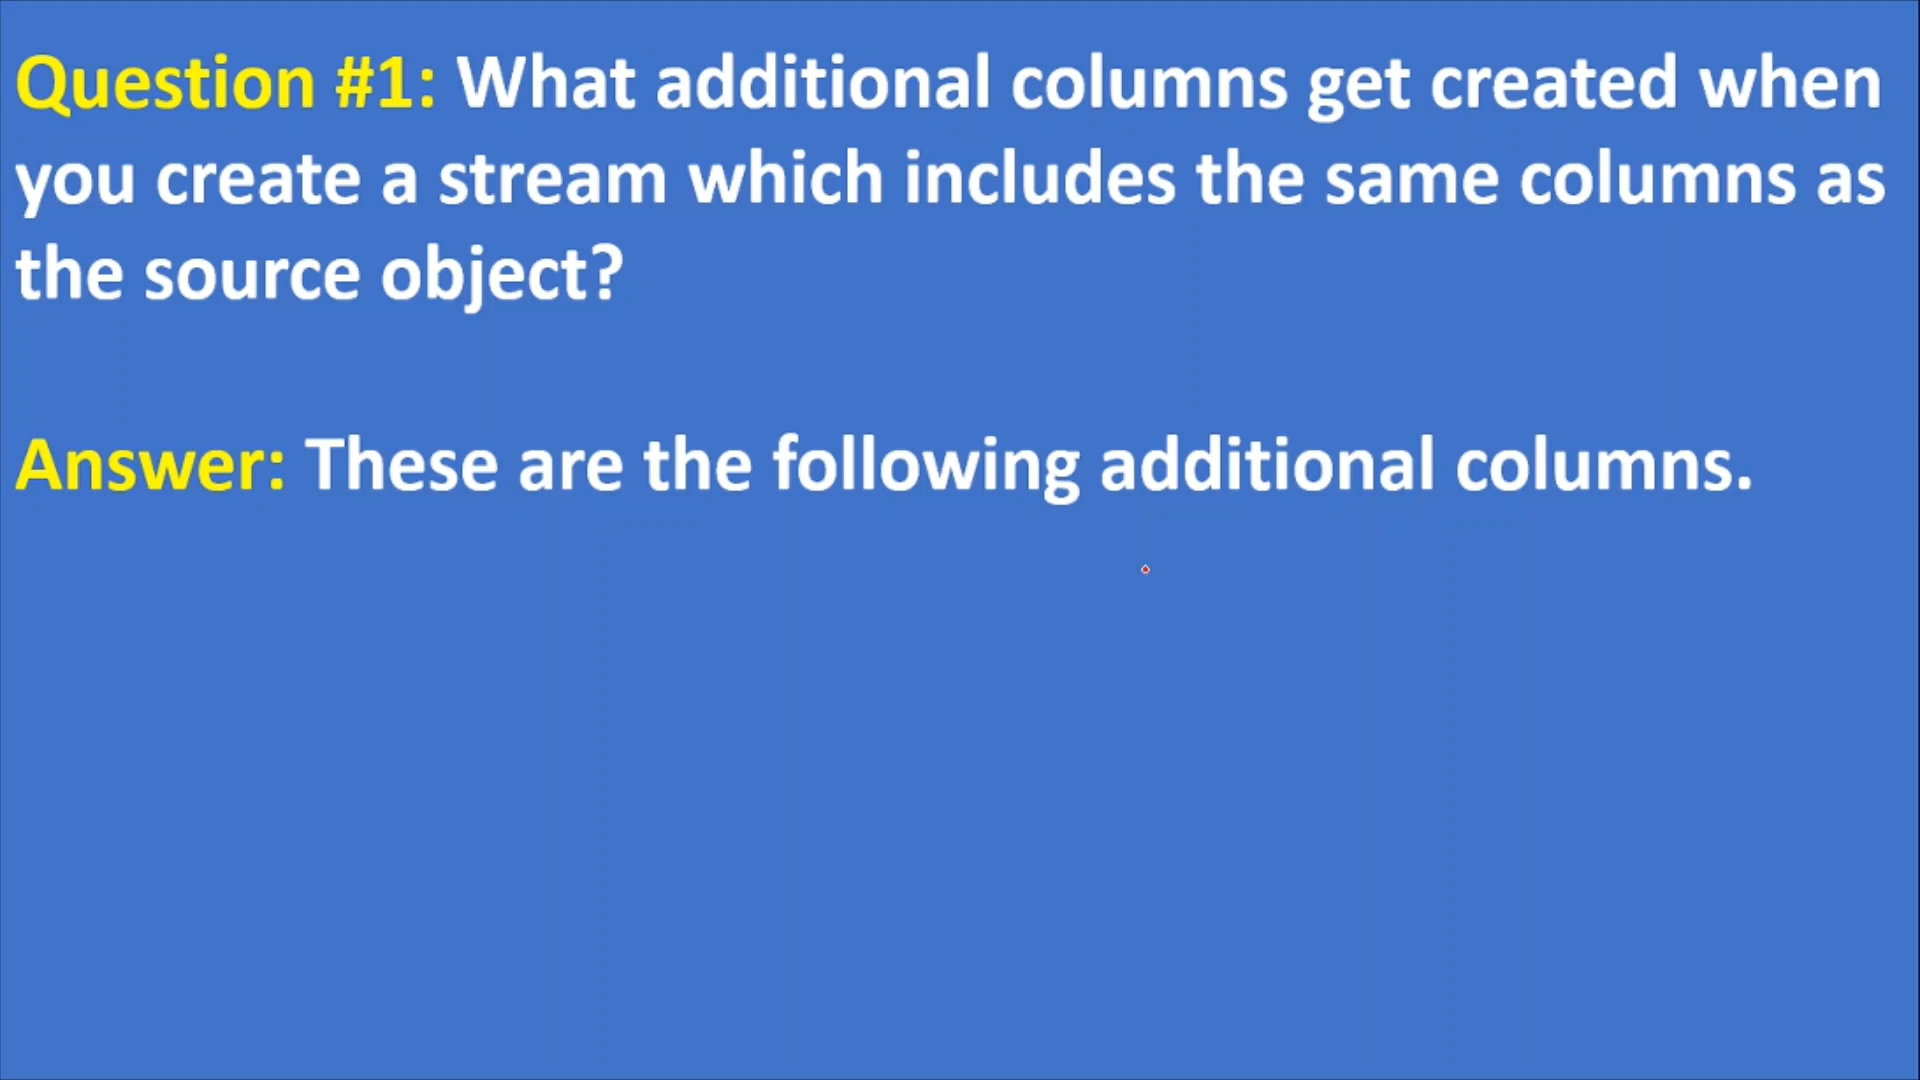 Question #1: What additional columns get created when
you create a stream which includes the same columns as
the source object?
Answer: These are the following additional columns.